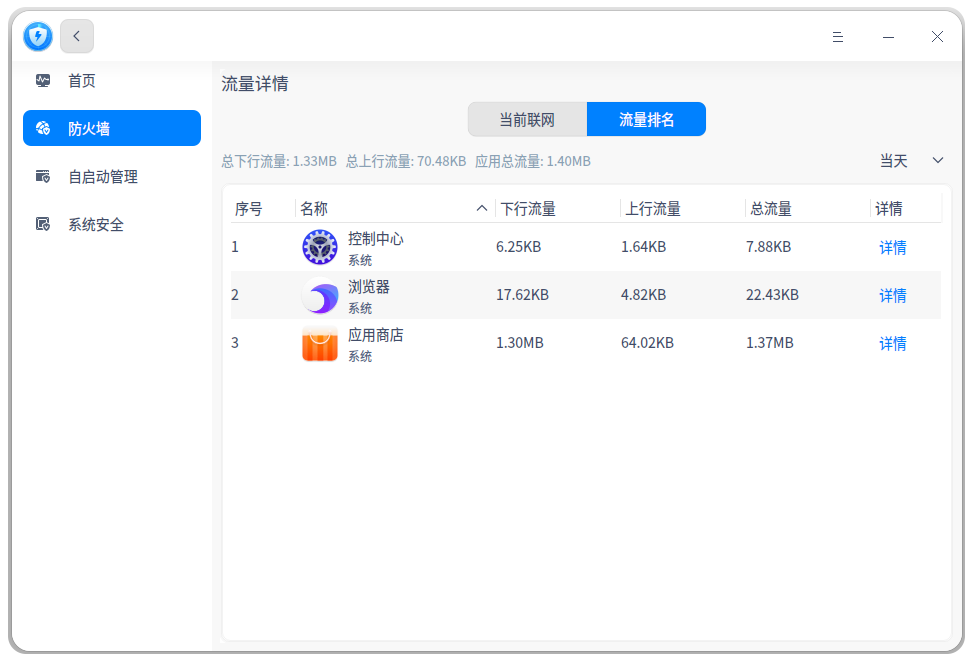 首页
防火墙
自启动管理
系统安全
流量详情
当前联网 流量排名
总下行流量: 1.33MB 总上行流量: 70.48KB 应用总流量: 1.40MB 当天
序号 名称 下行流量 上行流量 总流量 详情
1 控制中心 6.25KB 1.64KB 7.88KB 详情
系统
2 浏览器 17.62KB 4.82KB 22.43KB 详情
系统
3 应用商店 1.30MB 64.02KB 1.37MB 详情
系统